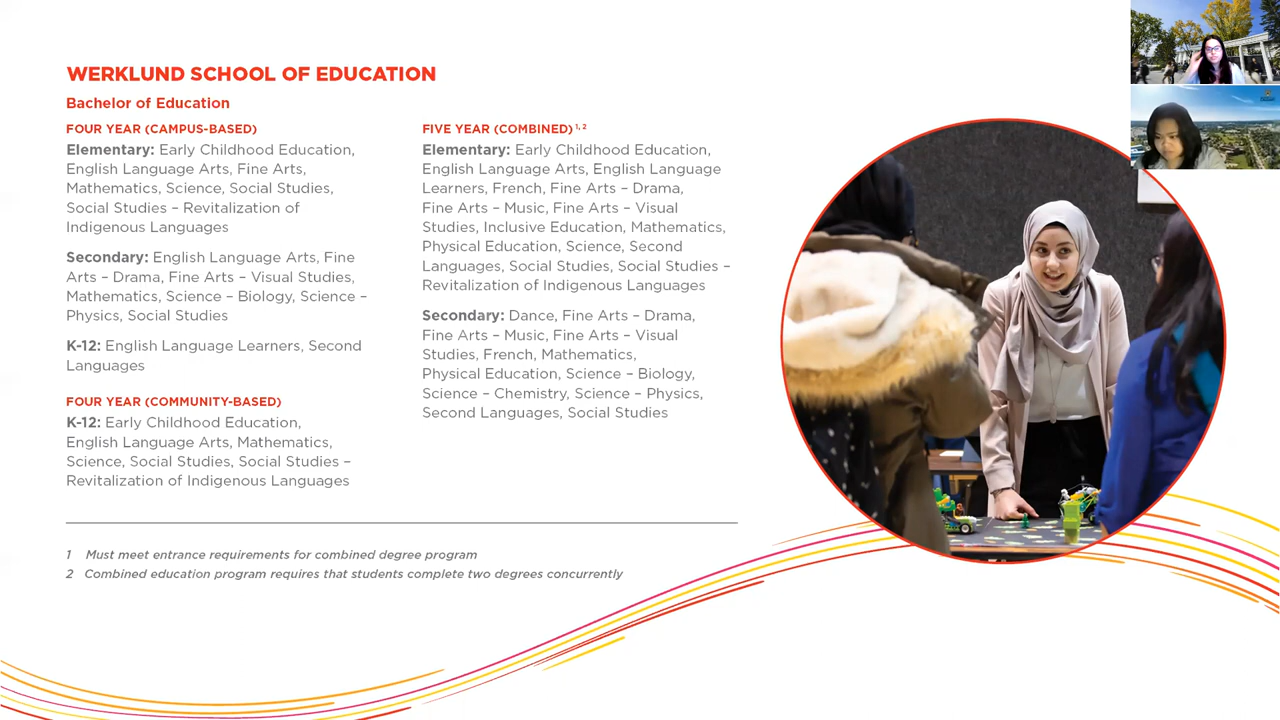 WERKLUND SCHOOL OF EDUCATION
Bachelor of Education
FOUR YEAR (CAMPUS-BASED)
Elementary: Early Childhood Education,
English Language Arts, Fine Arts,
Mathematics, Science, Social Studies,
Social Studies – Revitalization of
Indigenous Languages
Secondary: English Language Arts, Fine
Arts – Drama, Fine Arts – Visual Studies,
Mathematics, Science – Biology, Science –
Physics, Social Studies
K-12: English Language Learners, Second
Languages
FOUR YEAR (COMMUNITY-BASED)
K-12: Early Childhood Education,
English Language Arts, Mathematics,
Science, Social Studies, Social Studies –
Revitalization of Indigenous Languages
FIVE YEAR (COMBINED) 1, 2
Elementary: Early Childhood Education,
English Language Arts, English Language
Learners, French, Fine Arts – Drama,
Fine Arts – Music, Fine Arts – Visual
Studies, Inclusive Education, Mathematics,
Physical Education, Science, Second
Languages, Social Studies, Social Studies –
Revitalization of Indigenous Languages
Secondary: Dance, Fine Arts – Drama,
Fine Arts – Music, Fine Arts – Visual
Studies, French, Mathematics,
Physical Education, Science – Biology,
Science – Chemistry, Science – Physics,
Second Languages, Social Studies
1 Must meet entrance requirements for combined degree program
2 Combined education program requires that students complete two degrees concurrently